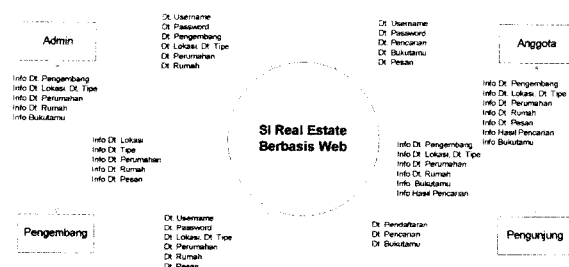 Admin
Dt. Username
Dt. Password
Dt. Pengembang
Dt. Lokasi, Dt. Tipe
Dt. Perumahan
Dt. Rumah
Dt. Username
Dt. Password
Dt. Pencarian
Dt. Bukutamu
Dt. Pesan
Anggota
Info Dt. Pengembang
Info Dt. Lokasi, Dt. Tipe
Info Dt. Perumahan
Info Dt. Rumah
Info Bukutamu
Info Dt. Pengembang
Info Dt. Lokasi, Dt. Tipe
Info Dt. Perumahan
Info Dt. Rumah
Info Dt. Pesan
Info Hasil Pencarian
Info Bukutamu
SI Real Estate
Berbasis Web
Info Dt. Lokasi
Info Dt. Tipe
Info Dt. Perumahan
Info Dt. Rumah
Info Dt. Pesan
Info Dt. Pengembang
Info Dt. Lokasi, Dt. Tipe
Info Dt. Perumahan
Info Dt. Rumah
Info Bukutamu
Info Hasil Pencarian
Pengembang
Dt. Username
Dt. Password
Dt. Lokasi, Dt. Tipe
Dt. Perumahan
Dt. Rumah
Dt. Pesan
Dt. Pendaftaran
Dt. Pencarian
Dt. Bukutamu
Pengunjung